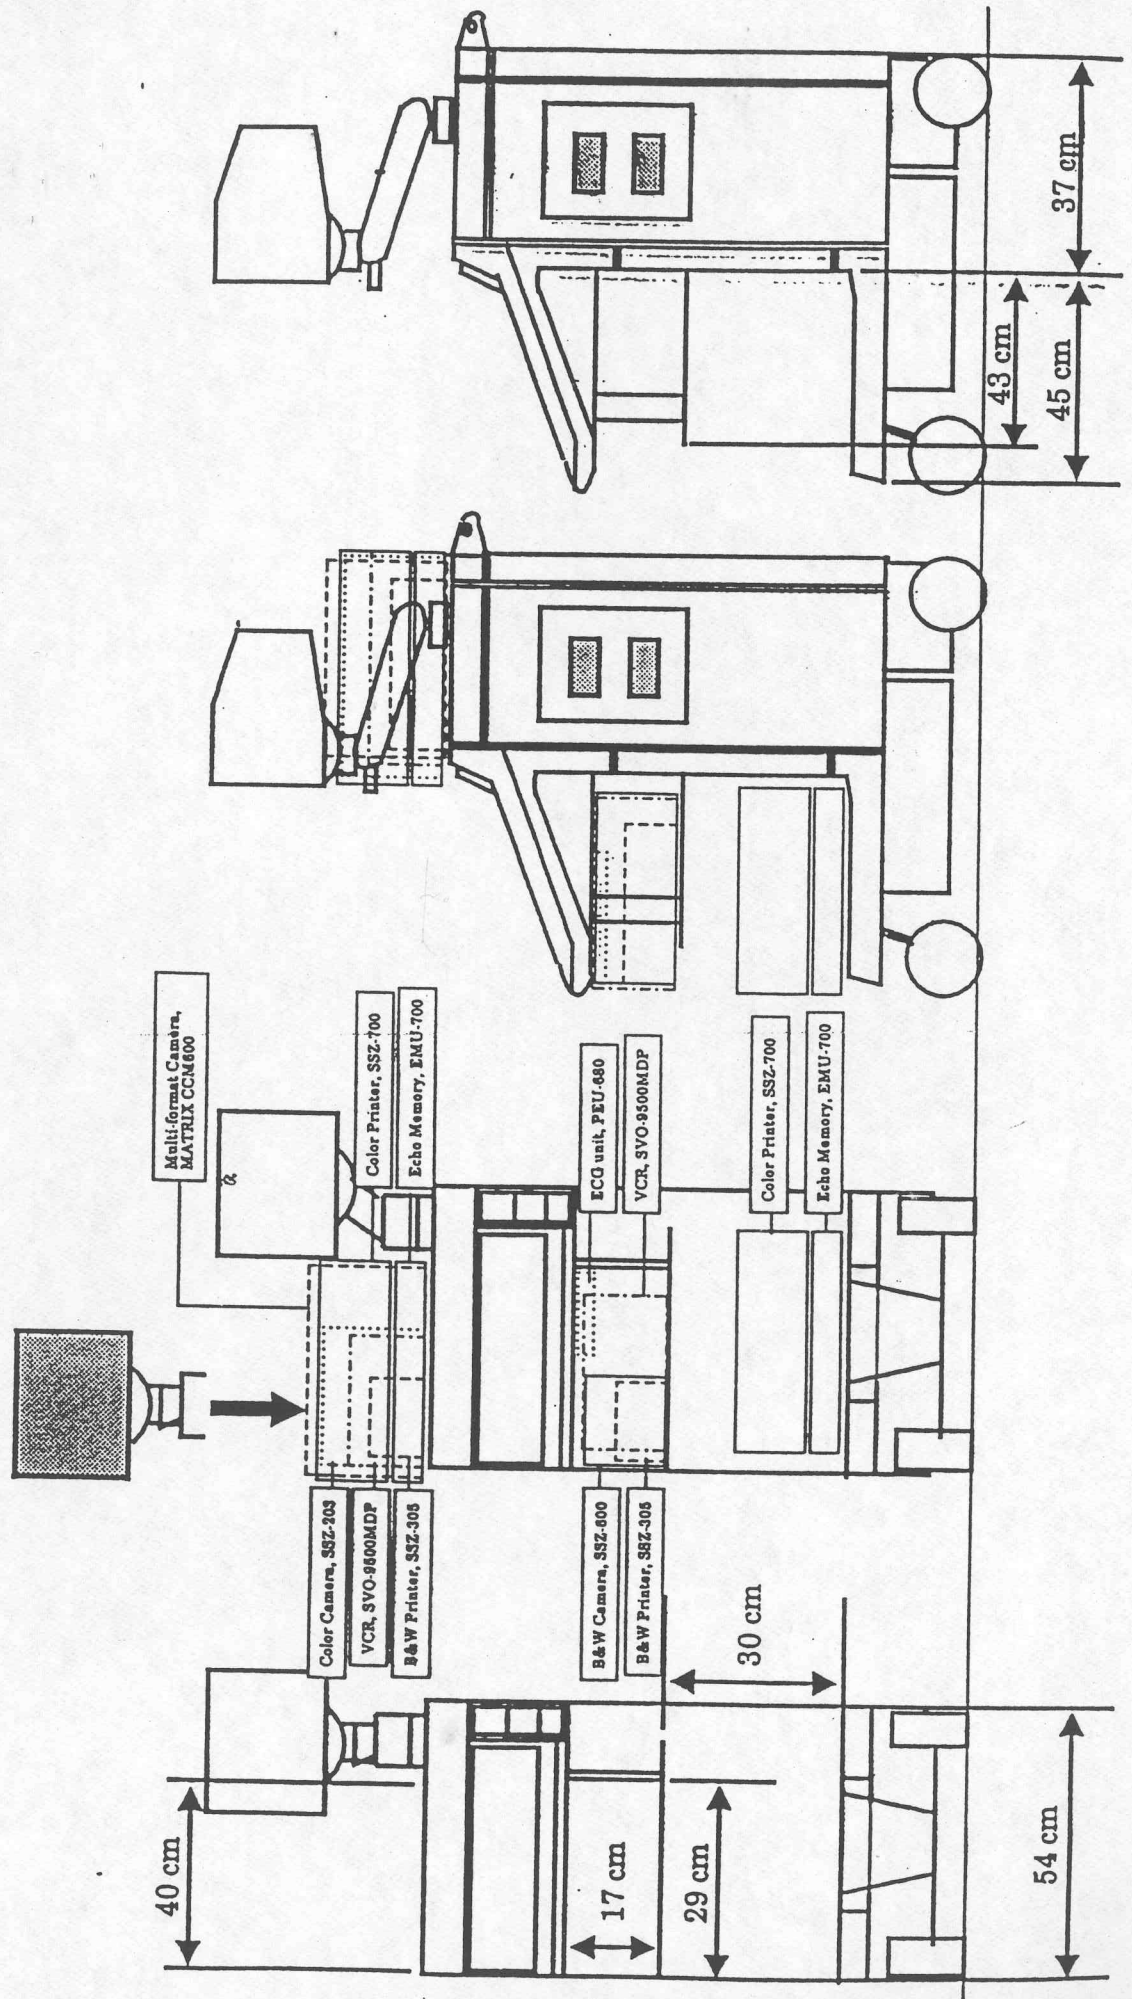 40 cm
17 cm
29 cm
30 cm
54 cm
Color Camera, SSZ-203
VCR, SVO-9500MDP
B&W Printer, SSZ-305
B&W Camera, SSZ-600
B&W Printer, SSZ-305
Multi-format Camera,
MATRIX CCM600
Color Printer, SSZ-700
Echo Memory, EMU-700
α
ECG unit, PEU-680
VCR, SVO-9500MDP
Color Printer, SSZ-700
Echo Memory, EMU-700
43 cm
45 cm
37 cm